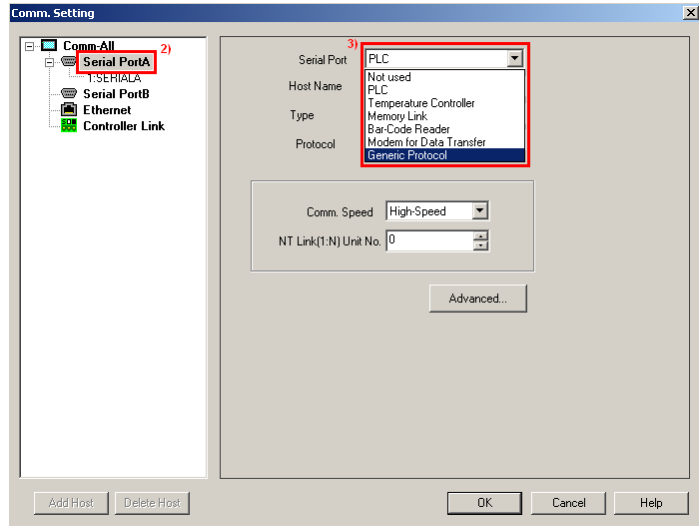 Comm. Setting
Comm-All
2)
Serial PortA
1:SERIALA
Serial PortB
Ethernet
Controller Link
3)
Serial Port PLC
Host Name
Type
Protocol
Not used
PLC
Temperature Controller
Memory Link
Bar-Code Reader
Modem for Data Transfer
Generic Protocol
Comm. Speed High-Speed
NT Link(1:N) Unit No. 0
Advanced...
Add Host Delete Host OK Cancel Help